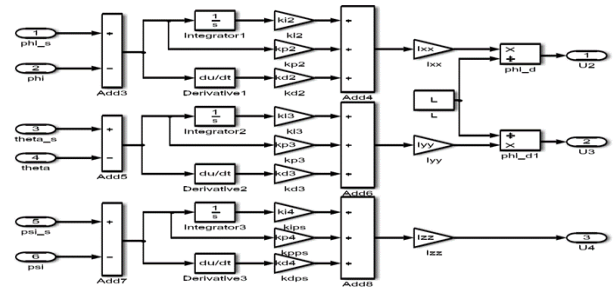 1
phi_s
2
phi
Add3
1
s
Integrator1
du/dt
Derivative1
ki2
kI2
kp2
kp2
kd2
kd2
Add4
Ixx
Ixx
L
L
phi_d
1
U2
3
theta_s
4
theta
Add5
1
s
Integrator2
du/dt
Derivative2
ki3
kI3
kp3
kp3
kd3
kd3
Add6
Iyy
Iyy
phi_d1
2
U3
5
psi_s
6
psi
Add7
1
s
Integrator3
du/dt
Derivative3
ki4
kips
kp4
kpps
kd4
kdps
Add8
Izz
Izz
3
U4